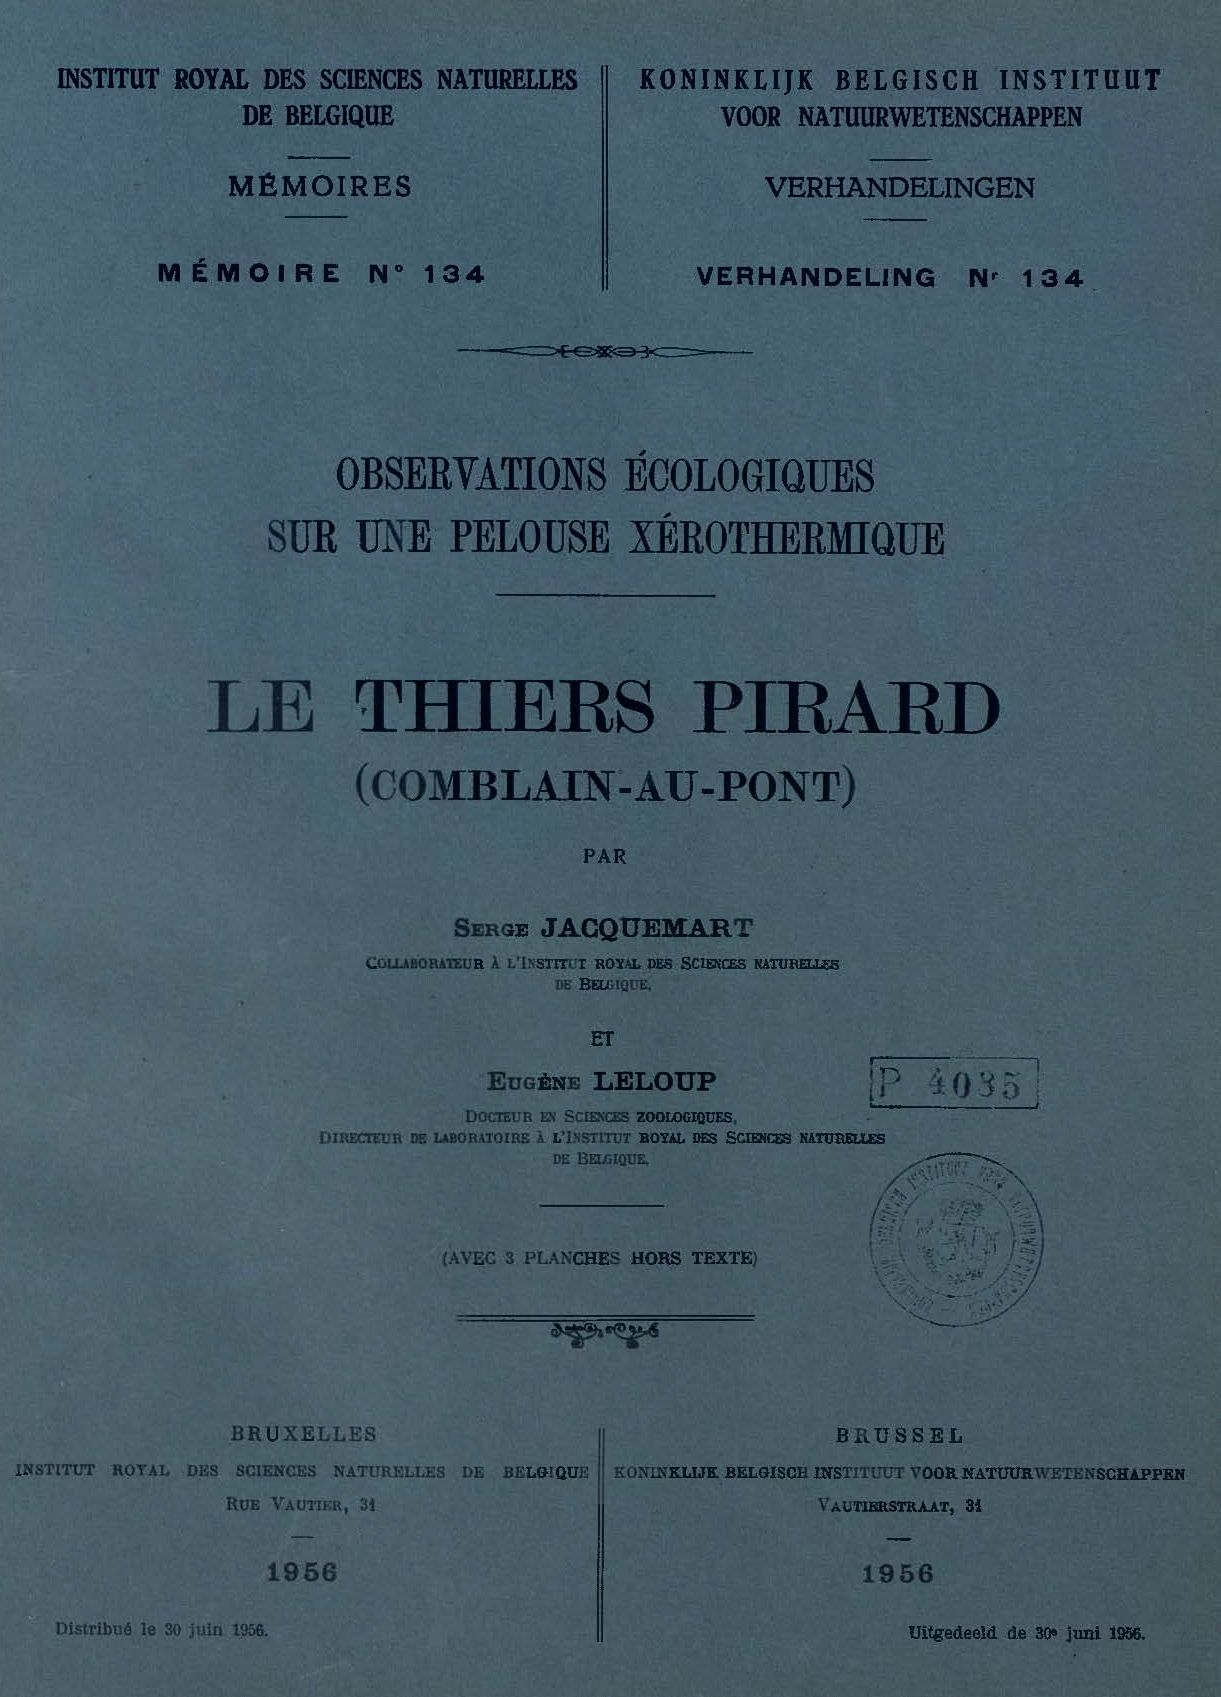 INSTITUT ROYAL DES SCIENCES NATURELLES
DE BELGIQUE
MÉMOIRES
MÉMOIRE N° 134
KONINKLIJK BELGISCH INSTITUUT
VOOR NATUURWETENSCHAPPEN
VERHANDELINGEN
VERHANDELING Nr 134
OBSERVATIONS ÉCOLOGIQUES
SUR UNE PELOUSE XÉROTHERMIQUE
LE THIERS PIRARD
(COMBLAIN-AU-PONT)
PAR
SERGE JACQUEMART
COLLABORATEUR À L'INSTITUT ROYAL DES SCIENCES NATURELLES
DE BELGIQUE,
ET
EUGÈNE LELOUP
DOCTEUR EN SCIENCES ZOOLOGIQUES,
DIRECTEUR DE LABORATOIRE À L'INSTITUT ROYAL DES SCIENCES NATURELLES
DE BELGIQUE.
P 4035
(AVEC 3 PLANCHES HORS TEXTE)
BRUXELLES
INSTITUT ROYAL DES SCIENCES NATURELLES DE BELGIQUE
RUE VAUTIER, 31
1956
Distribué le 30 juin 1956.
BRUSSEL
KONINKLIJK BELGISCH INSTITUUT VOOR NATUURWETENSCHAPPEN
VAUTIERSTRAAT, 31
1956
Uitgedeeld de 30e juni 1956.